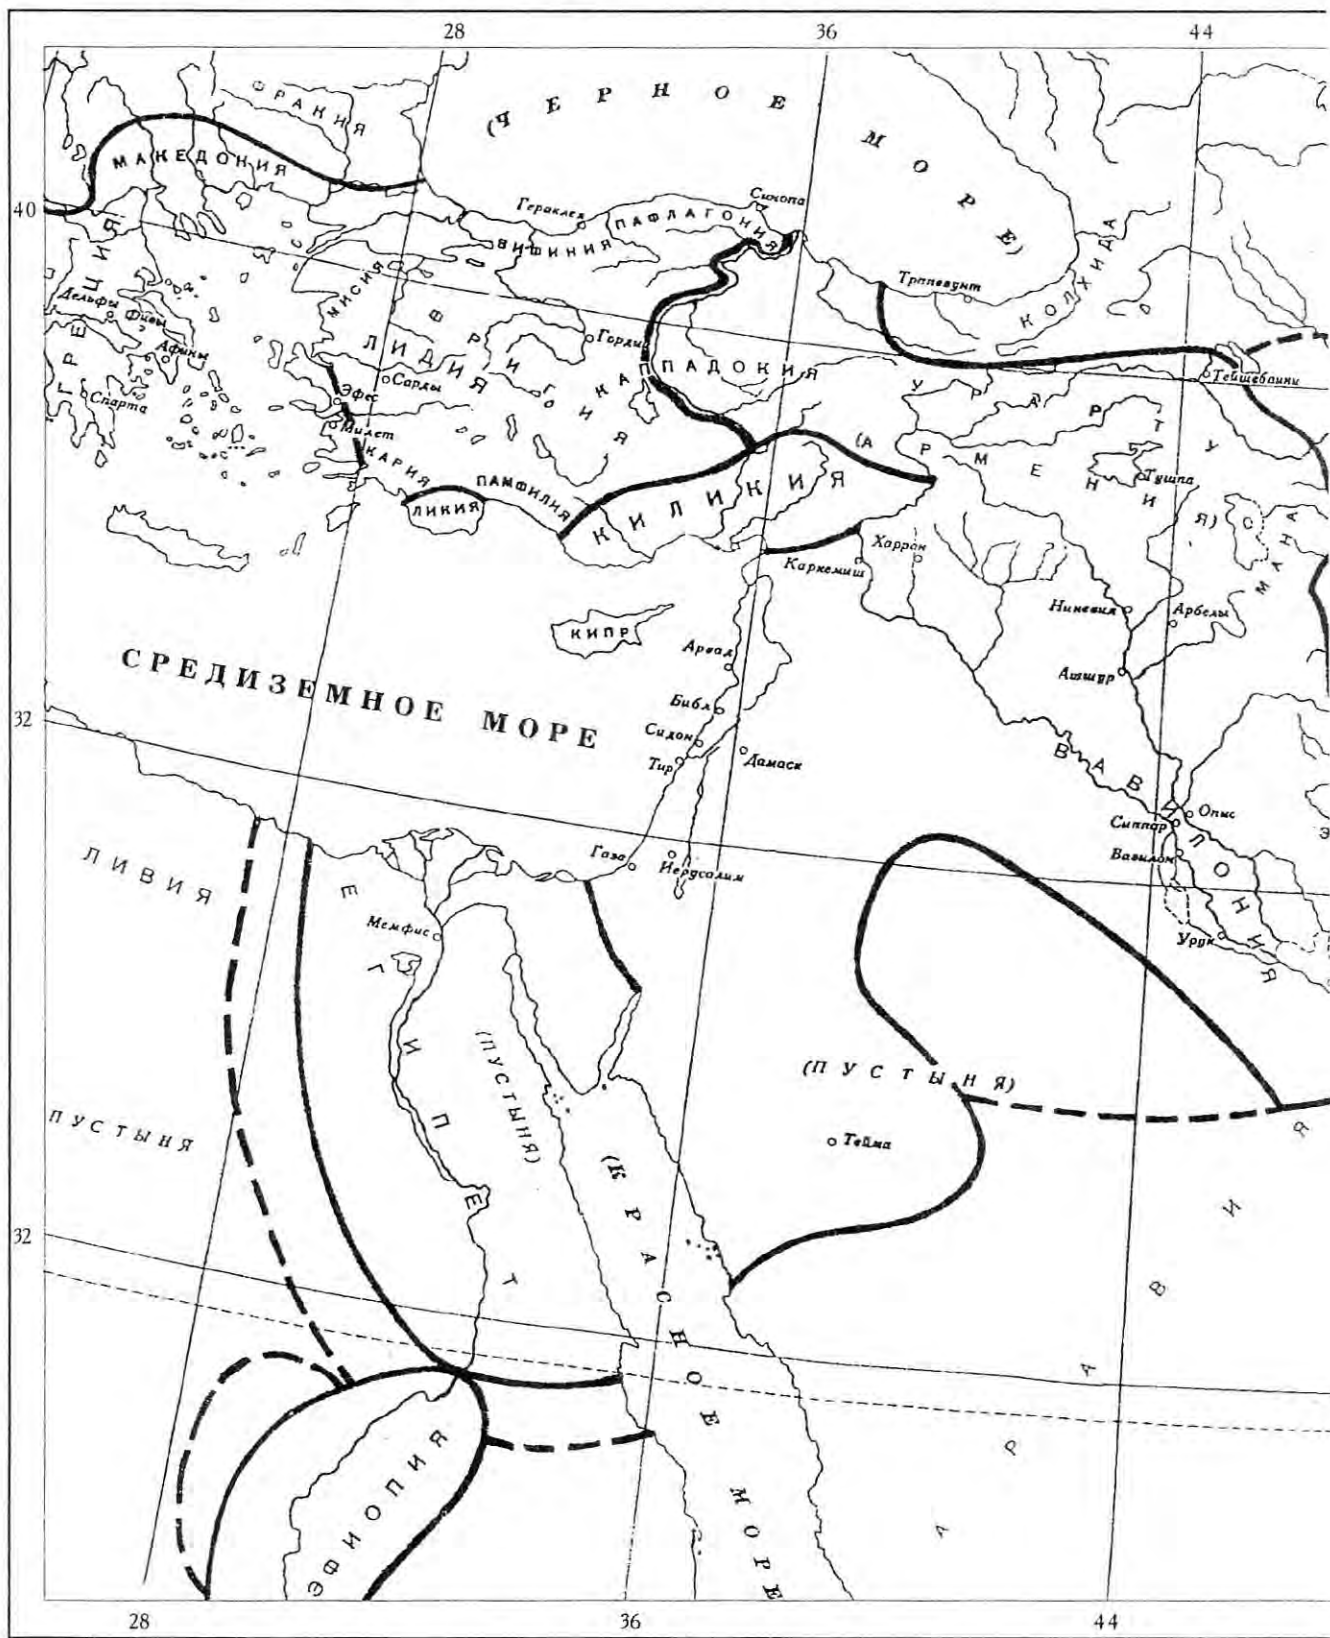 28 36 44
ФРАКИЯ
(ЧЕРНОЕ МОРЕ)
МАКЕДОНИЯ
40
Синопа
Гераклея
ПАФЛАГОНИЯ
ВИФИНИЯ
ГРЕЦИЯ
КОЛХИДА
Трапезунт
МИСИЯ
Дельфы
Фивы
ФРИГИЯ
Гордий
Афины
ЛИДИЯ
КАППАДОКИЯ
Тейшебаини
Сарды
Эфес
Спарта
УРАРТУ
Милет
(АРМЕНИЯ)
КАРИЯ
Тушпа
ПАМФИЛИЯ
ЛИКИЯ
КИЛИКИЯ
МАНА
Харран
Каркемиш
Ниневия
Арбелы
КИПР
Арвад
СРЕДИЗЕМНОЕ МОРЕ
Ашшур
Библ
32
Сидон
Дамаск
Тир
ВАВИЛОНИЯ
Опис
Сиппар
Вавилон
ЛИВИЯ
Газа
Иерусалим
ЕГИПЕТ
Мемфис
Урук
(ПУСТЫНЯ)
(ПУСТЫНЯ)
ПУСТЫНЯ
Тейма
(КРАСНОЕ МОРЕ
32
АРАВИЯ
ЭФИОПИЯ
28 36 44